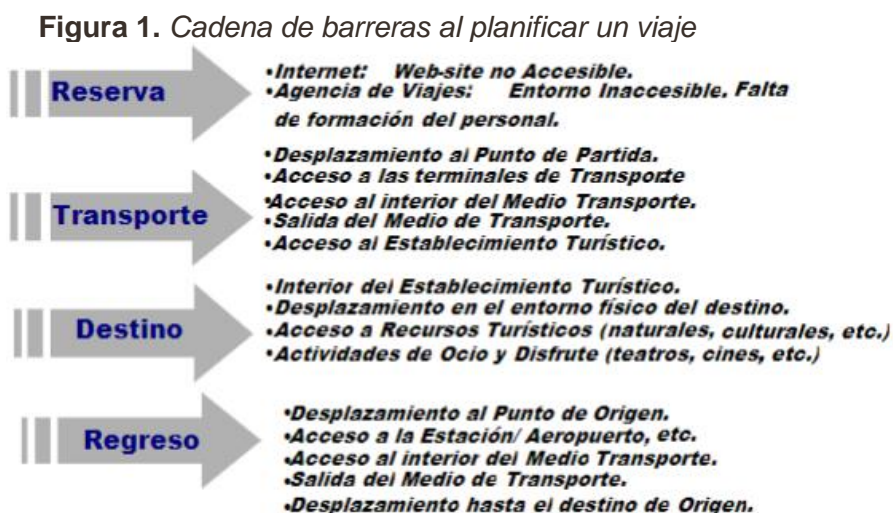 Figura 1. Cadena de barreras al planificar un viaje
Reserva
•Internet: Web-site no Accesible.
•Agencia de Viajes: Entorno Inaccesible. Falta
de formación del personal.
Transporte
•Desplazamiento al Punto de Partida.
•Acceso a las terminales de Transporte
•Acceso al interior del Medio Transporte.
•Salida del Medio de Transporte.
•Acceso al Establecimiento Turístico.
Destino
•Interior del Establecimiento Turístico.
•Desplazamiento en el entorno físico del destino.
•Acceso a Recursos Turísticos (naturales, culturales, etc.)
•Actividades de Ocio y Disfrute (teatros, cines, etc.)
Regreso
•Desplazamiento al Punto de Origen.
•Acceso a la Estación/ Aeropuerto, etc.
•Acceso al interior del Medio Transporte.
•Salida del Medio de Transporte.
•Desplazamiento hasta el destino de Origen.